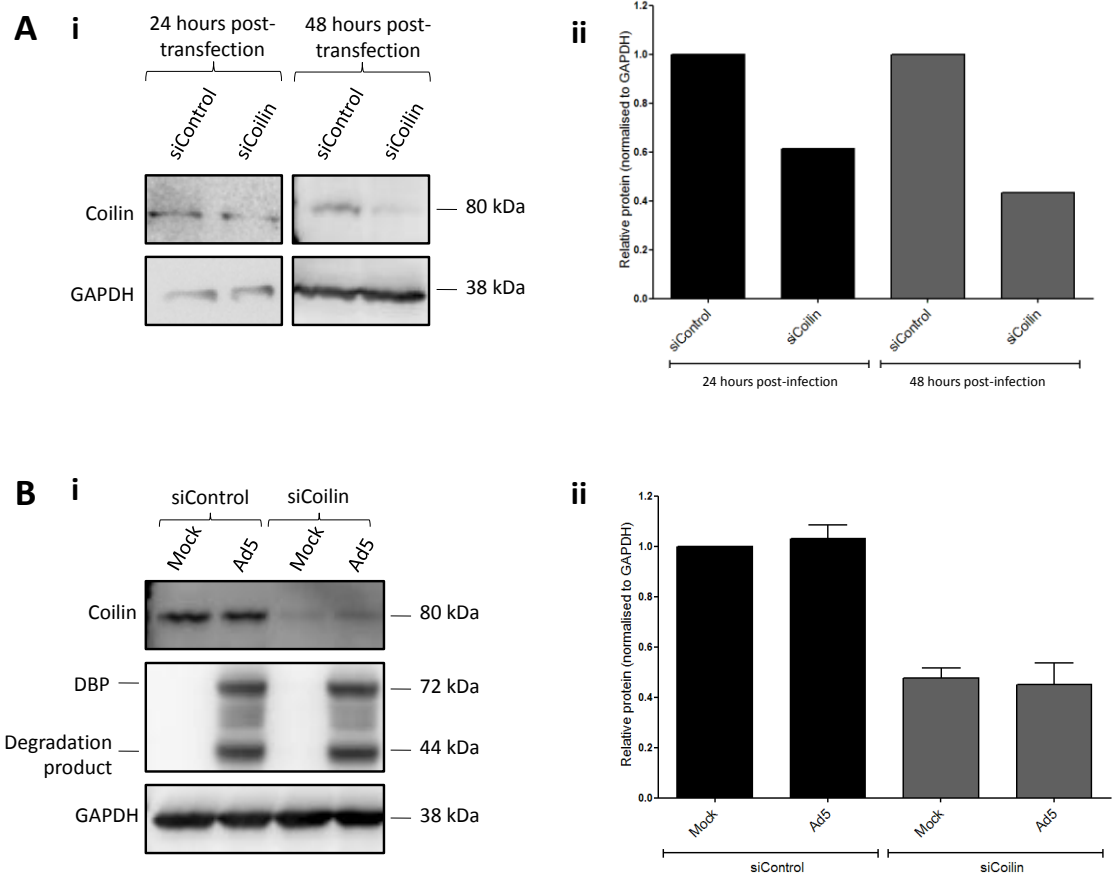 A
i
24 hours post-
transfection
48 hours post-
transfection
siControl
siCoilin
siControl
siCoilin
Coilin
80 kDa
GAPDH
38 kDa
ii
Relative protein (normalised to GAPDH)
1.2
1.0
0.8
0.6
0.4
0.2
0.0
siControl
siCoilin
siControl
siCoilin
24 hours post-infection
48 hours post-infection
B
i
siControl
siCoilin
Mock
Ad5
Mock
Ad5
Coilin
80 kDa
DBP
72 kDa
Degradation
product
44 kDa
GAPDH
38 kDa
ii
Relative protein (normalised to GAPDH)
1.2
1.0
0.8
0.6
0.4
0.2
0.0
Mock
Ad5
Mock
Ad5
siControl
siCoilin